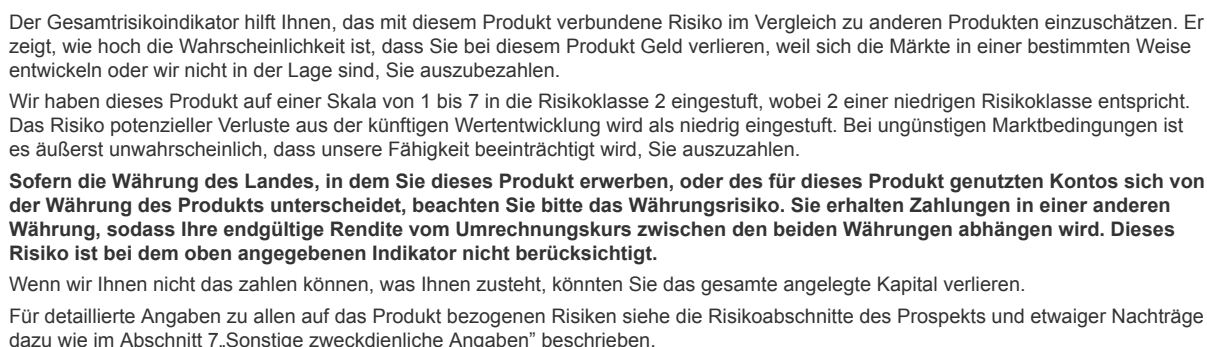 Der Gesamtrisikoindikator hilft Ihnen, das mit diesem Produkt verbundene Risiko im Vergleich zu anderen Produkten einzuschätzen. Er
zeigt, wie hoch die Wahrscheinlichkeit ist, dass Sie bei diesem Produkt Geld verlieren, weil sich die Märkte in einer bestimmten Weise
entwickeln oder wir nicht in der Lage sind, Sie auszubezahlen.
Wir haben dieses Produkt auf einer Skala von 1 bis 7 in die Risikoklasse 2 eingestuft, wobei 2 einer niedrigen Risikoklasse entspricht.
Das Risiko potenzieller Verluste aus der künftigen Wertentwicklung wird als niedrig eingestuft. Bei ungünstigen Marktbedingungen ist
es äußerst unwahrscheinlich, dass unsere Fähigkeit beeinträchtigt wird, Sie auszuzahlen.
Sofern die Währung des Landes, in dem Sie dieses Produkt erwerben, oder des für dieses Produkt genutzten Kontos sich von
der Währung des Produkts unterscheidet, beachten Sie bitte das Währungsrisiko. Sie erhalten Zahlungen in einer anderen
Währung, sodass Ihre endgültige Rendite vom Umrechnungskurs zwischen den beiden Währungen abhängen wird. Dieses
Risiko ist bei dem oben angegebenen Indikator nicht berücksichtigt.
Wenn wir Ihnen nicht das zahlen können, was Ihnen zusteht, könnten Sie das gesamte angelegte Kapital verlieren.
Für detaillierte Angaben zu allen auf das Produkt bezogenen Risiken siehe die Risikoabschnitte des Prospekts und etwaiger Nachträge
dazu wie im Abschnitt 7„Sonstige zweckdienliche Angaben” beschrieben.